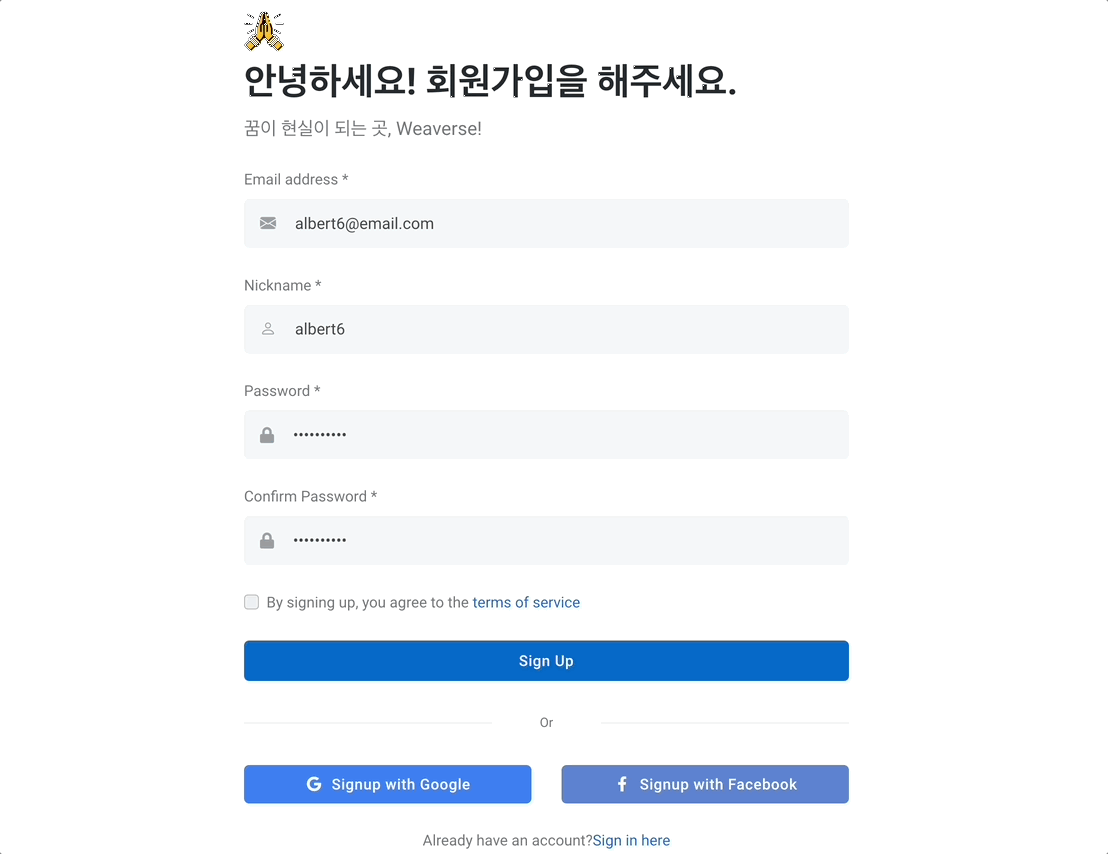 안녕하세요! 회원가입을 해주세요.
꿈이 현실이 되는 곳, Weaverse!
Email address *
albert6@email.com
Nickname *
albert6
Password *
••••••••••
Confirm Password *
••••••••••
By signing up, you agree to the terms of service
Sign Up
Or
Signup with Google
Signup with Facebook
Already have an account?Sign in here